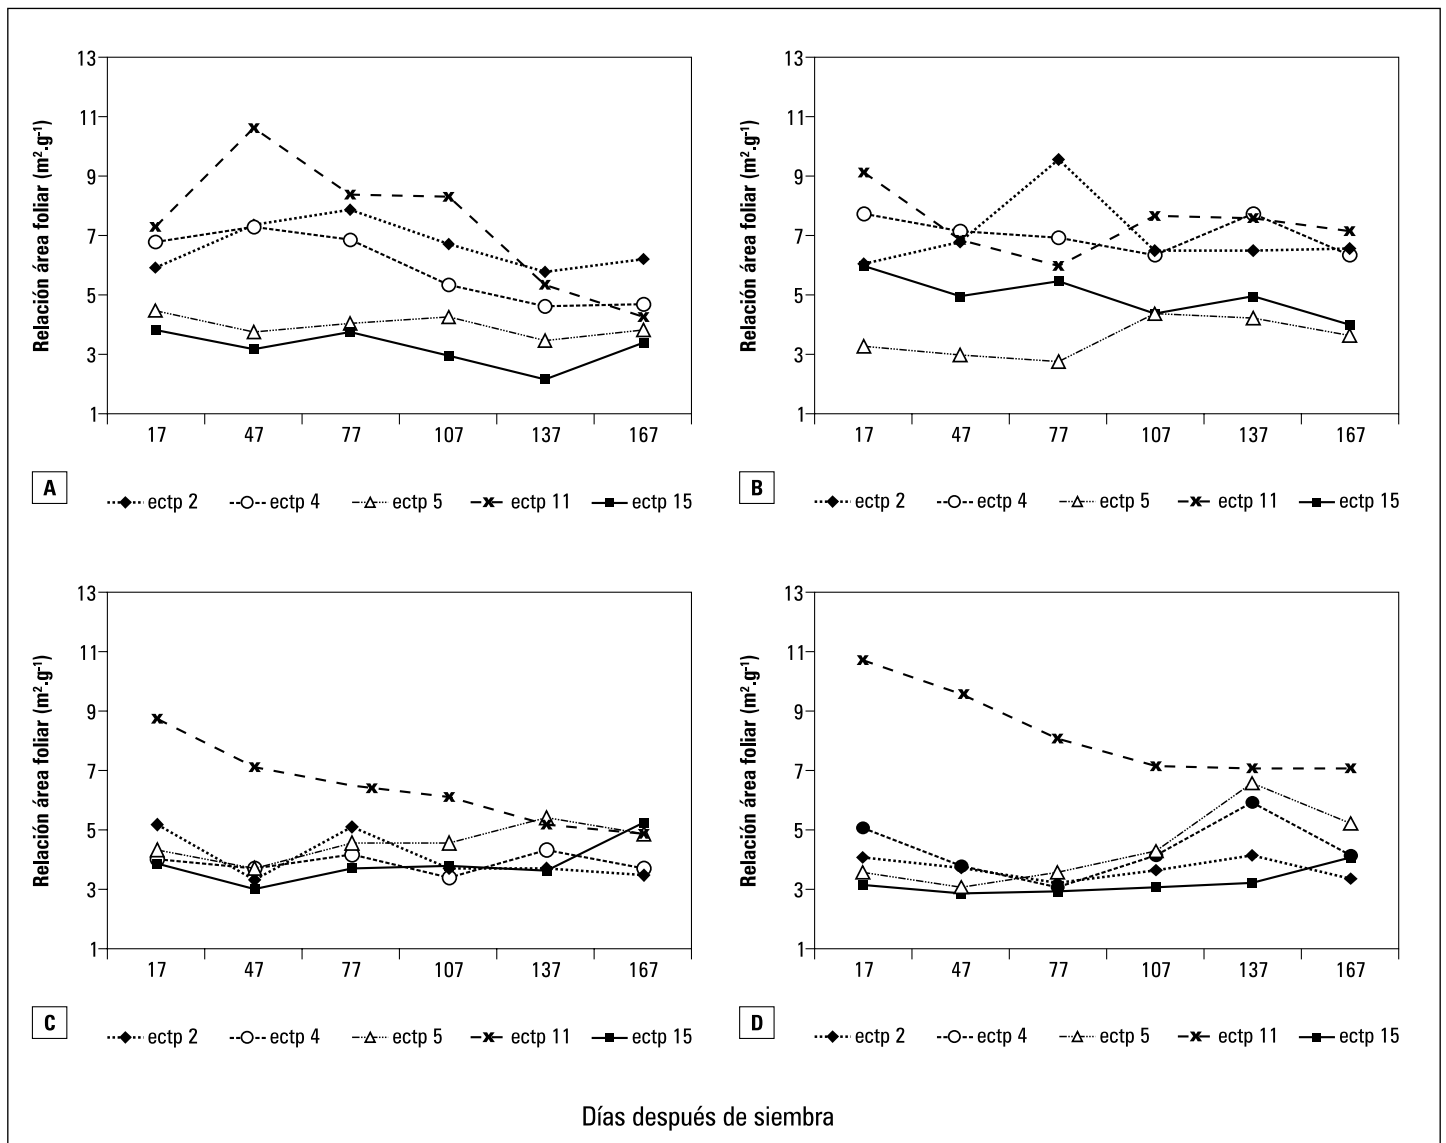 Relación área foliar (m².g⁻¹)
13
11
9
7
5
3
1
17 47 77 107 137 167
A
ectp 2 ectp 4 ectp 5 ectp 11 ectp 15
Relación área foliar (m².g⁻¹)
13
11
9
7
5
3
1
17 47 77 107 137 167
B
ectp 2 ectp 4 ectp 5 ectp 11 ectp 15
Relación área foliar (m².g⁻¹)
13
11
9
7
5
3
1
17 47 77 107 137 167
C
ectp 2 ectp 4 ectp 5 ectp 11 ectp 15
Relación área foliar (m².g⁻¹)
13
11
9
7
5
3
1
17 47 77 107 137 167
D
ectp 2 ectp 4 ectp 5 ectp 11 ectp 15
Días después de siembra